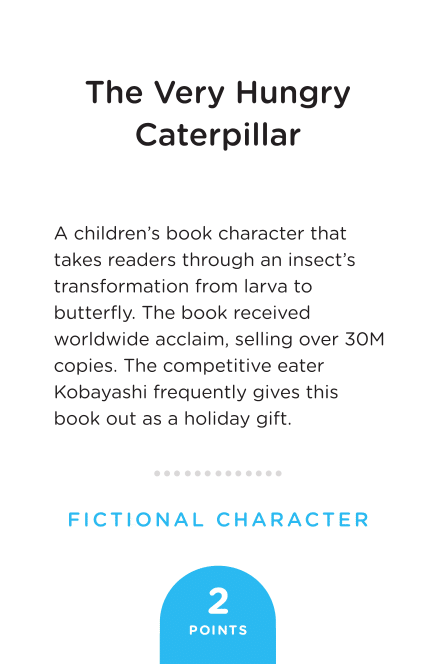 The Very Hungry
Caterpillar
A children’s book character that
takes readers through an insect’s
transformation from larva to
butterfly. The book received
worldwide acclaim, selling over 30M
copies. The competitive eater
Kobayashi frequently gives this
book out as a holiday gift.
FICTIONAL CHARACTER
2
POINTS